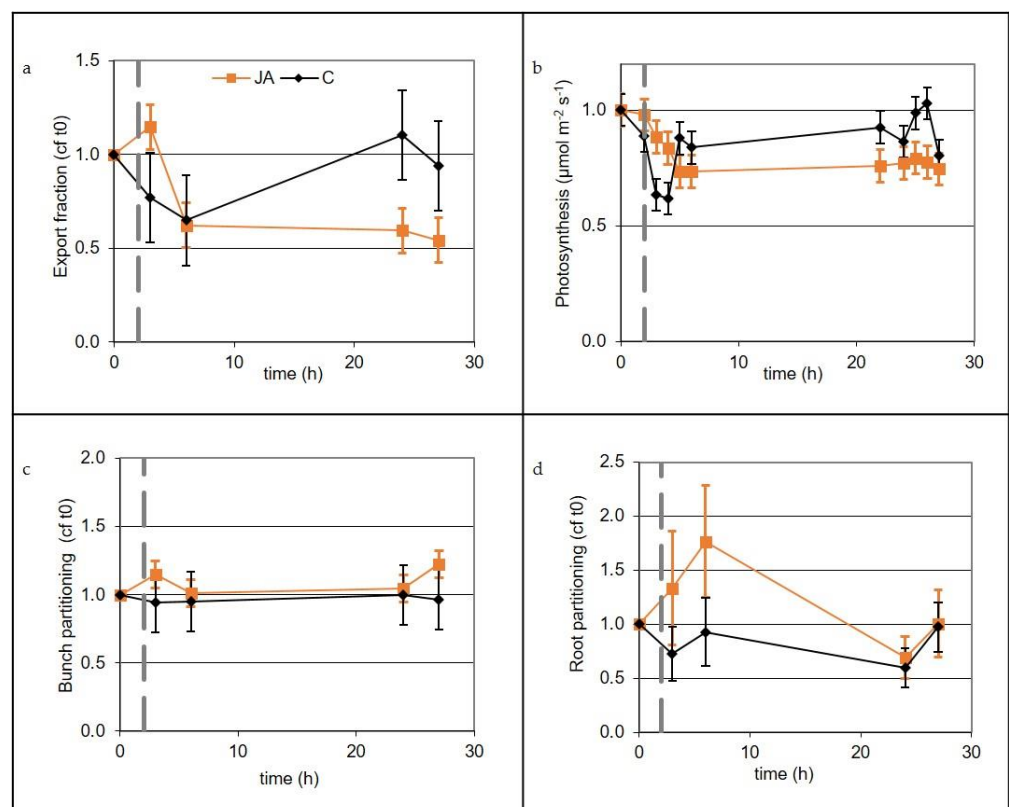 a
Export fraction (cf t0)
1.5
1.0
0.5
0.0
JA C
0 10 20 30
time (h)
b
Photosynthesis (µmol m-2 s-1)
1.0
0.5
0.0
0 10 20 30
time (h)
c
Bunch partitioning (cf t0)
2.0
1.5
1.0
0.5
0.0
0 10 20 30
time (h)
d
Root partitioning (cf t0)
2.5
2.0
1.5
1.0
0.5
0.0
0 10 20 30
time (h)